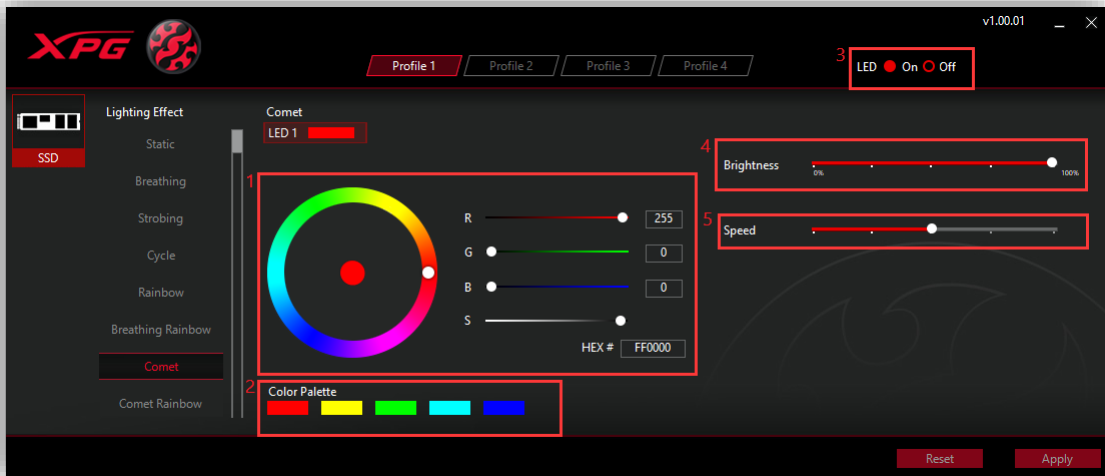 v1.00.01
XPG
Profile 1
Profile 2
Profile 3
Profile 4
3
LED On Off
SSD
Lighting Effect
Static
Breathing
Strobing
Cycle
Rainbow
Breathing Rainbow
Comet
Comet Rainbow
Comet
LED 1
1
R 255
G 0
B 0
S
HEX # FF0000
2
Color Palette
4
Brightness
0% 100%
5
Speed
Reset
Apply